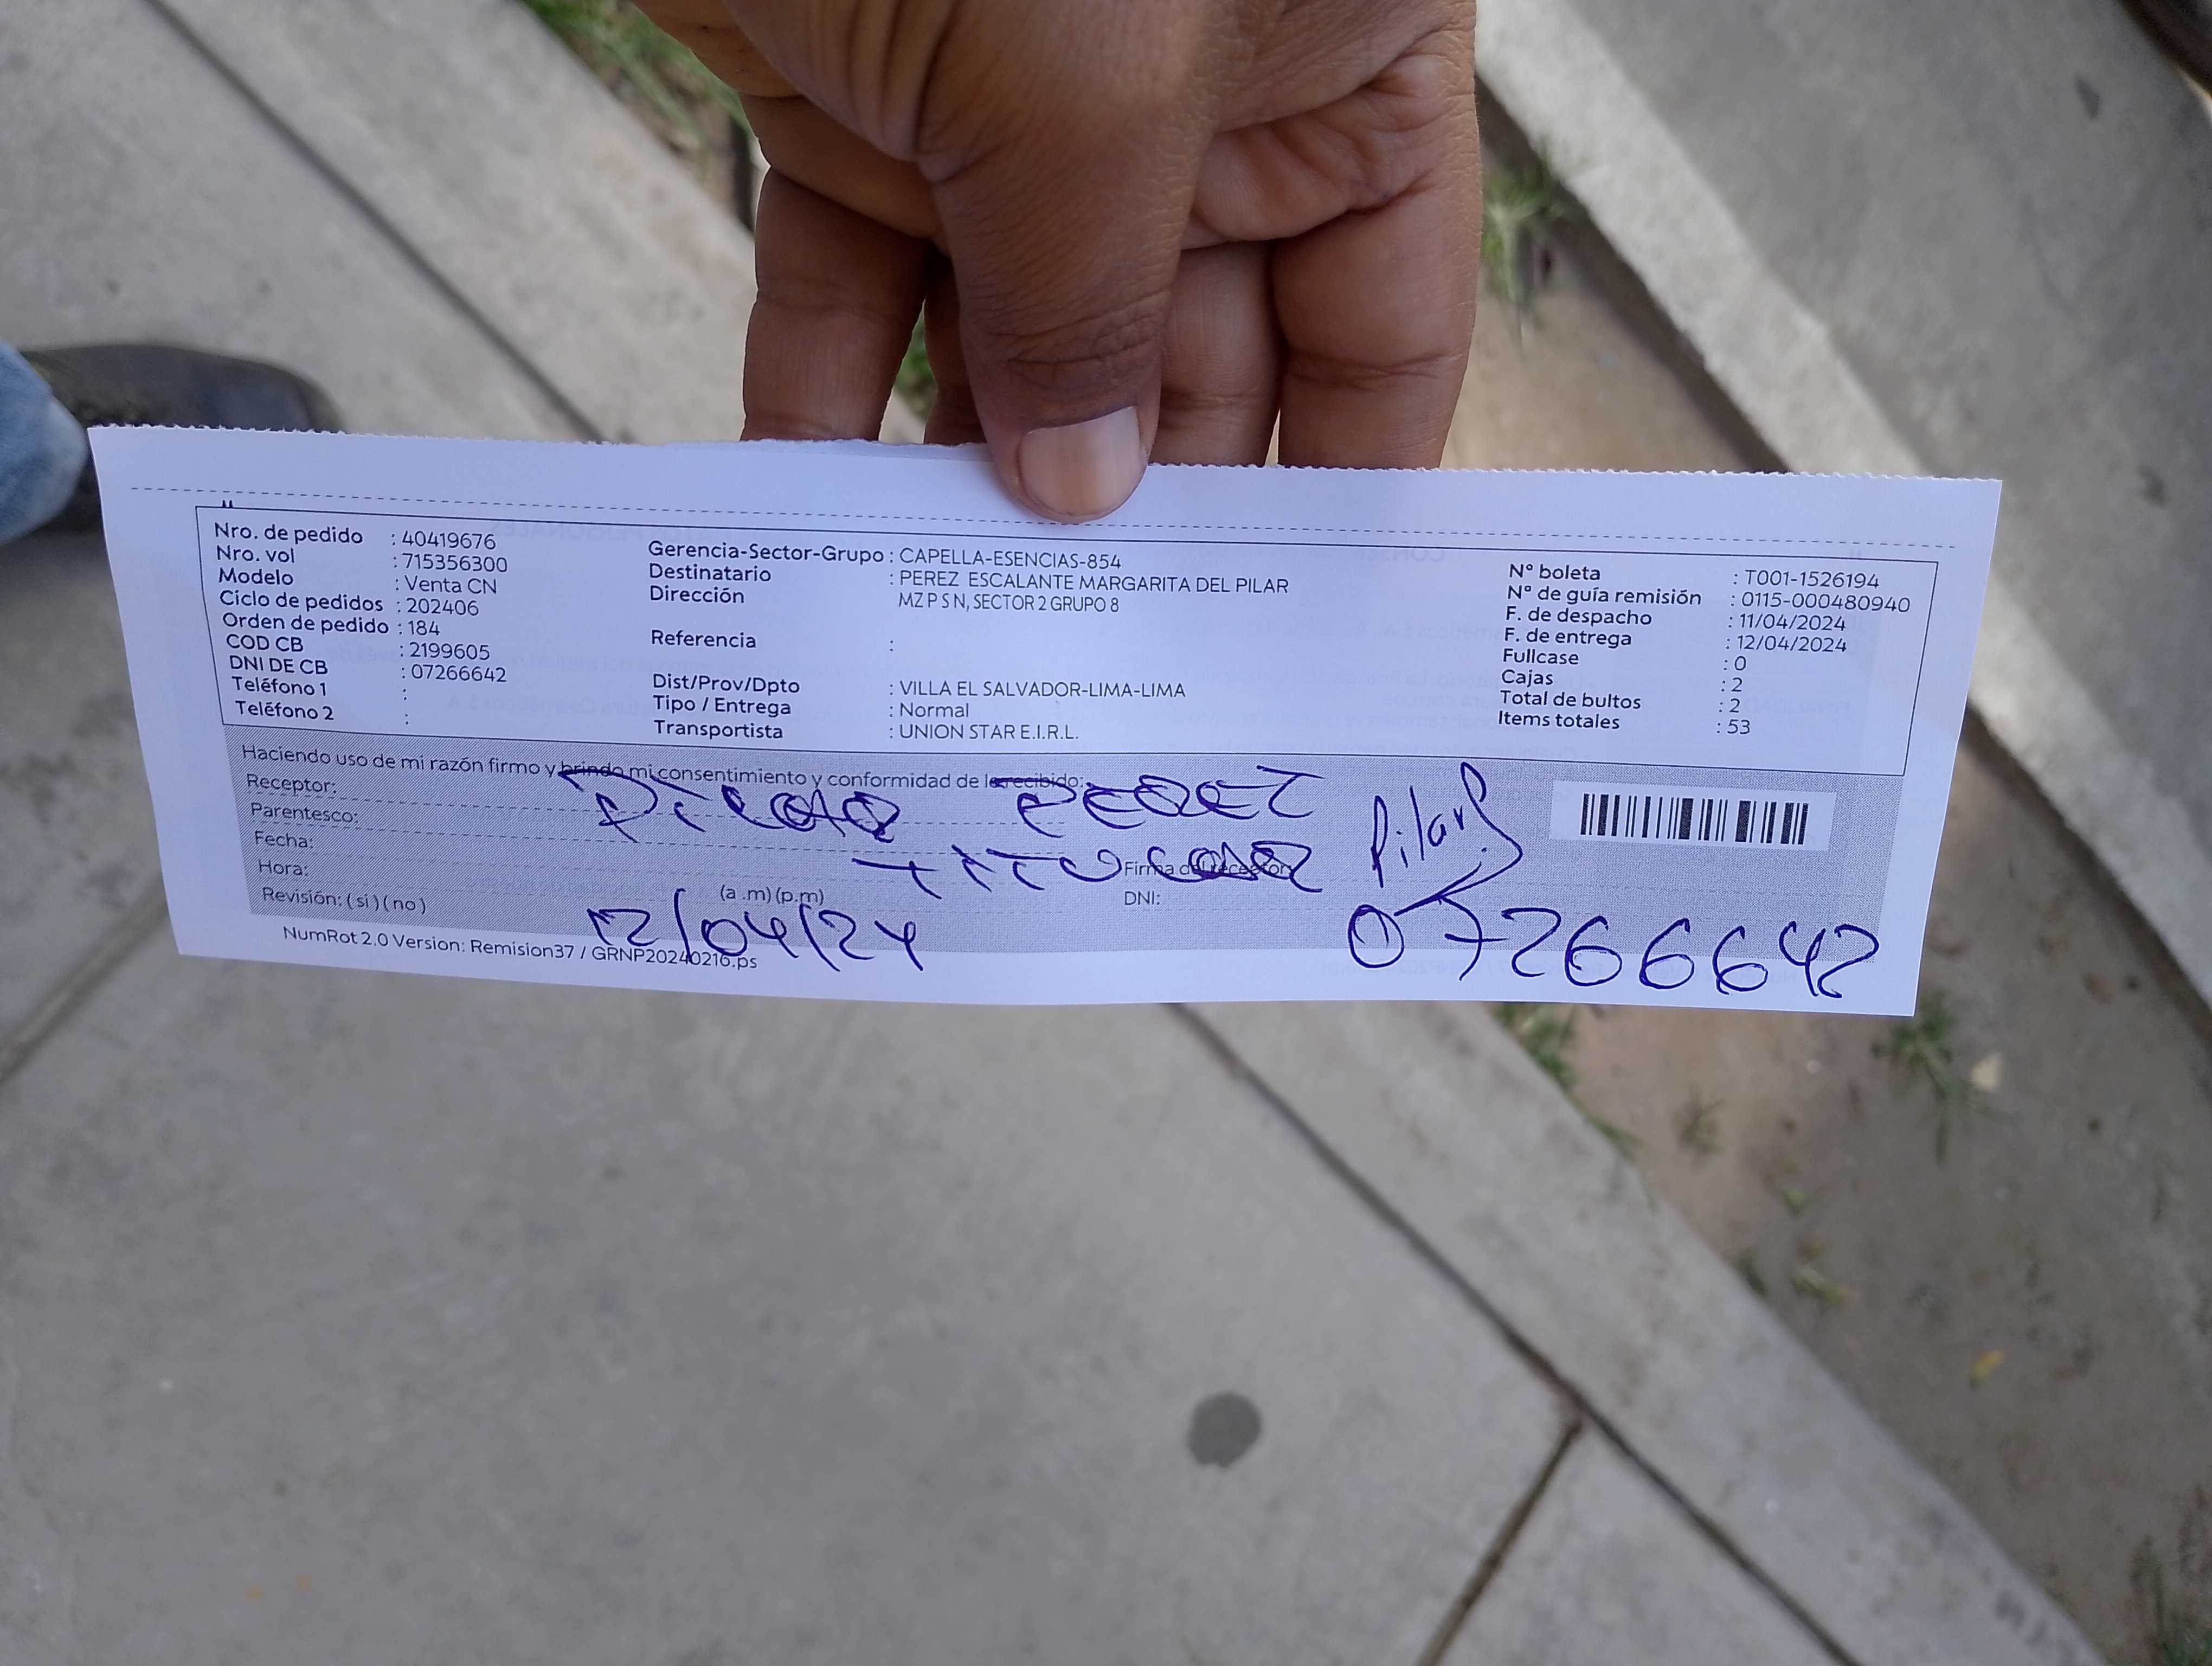 Nro. de pedido : 40419676
Nro. vol : 715356300
Modelo : Venta CN
Ciclo de pedidos : 202406
Orden de pedido : 184
COD CB : 2199605
DNI DE CB : 07266642
Teléfono 1 :
Teléfono 2 :
Gerencia-Sector-Grupo : CAPELLA-ESENCIAS-854
Destinatario : PEREZ ESCALANTE MARGARITA DEL PILAR
Dirección MZ P S N, SECTOR 2 GRUPO 8
Referencia :
Dist/Prov/Dpto : VILLA EL SALVADOR-LIMA-LIMA
Tipo / Entrega : Normal
Transportista : UNION STAR E.I.R.L.
N° boleta : T001-1526194
N° de guía remisión : 0115-000480940
F. de despacho : 11/04/2024
F. de entrega : 12/04/2024
Fullcase : 0
Cajas : 2
Total de bultos : 2
Items totales : 53
Haciendo uso de mi razón firmo y brindo mi consentimiento y conformidad de lo recibido:
Receptor: PiLAR PEREZ
Parentesco: TITULAR
Pilar
Fecha:
Firma del receptor
Hora: (a .m) (p.m)
DNI: 07266642
Revisión: ( si ) ( no )
12/04/24
NumRot 2.0 Version: Remision37 / GRNP20240216.ps